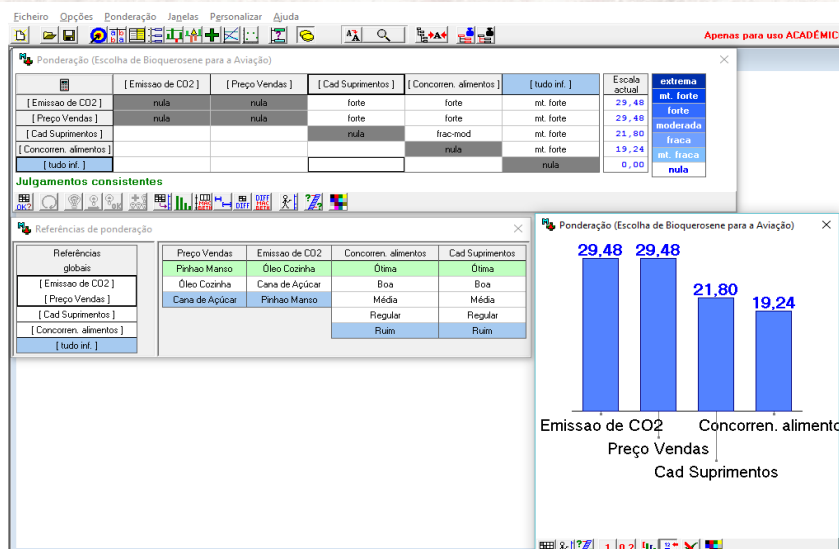 Eicheiro Opções Ponderação Janelas Personalizar Ajuda
Apenas para uso ACADÉMIC
Ponderação (Escolha de Bioquerosene para a Aviação)
[ Emissao de CO2 ] [ Preço Vendas ] [ Cad Suprimentos ] [ Concorren. alimentos ] [ tudo inf. ] Escala actual
[ Emissao de CO2 ] nula nula forte forte mt. forte 29,48
[ Preço Vendas ] nula nula forte forte mt. forte 29,48
[ Cad Suprimentos ] nula frac-mod mt. forte 21,80
[ Concorren. alimentos ] nula mt. forte 19,24
[ tudo inf. ] nula 0,00
extrema
mt. forte
forte
moderada
fraca
mt. fraca
nula
Julgamentos consistentes
Referências de ponderação
Referências globais
[ Emissao de CO2 ]
[ Preço Vendas ]
[ Cad Suprimentos ]
[ Concorren. alimentos ]
[ tudo inf. ]
Preço Vendas Emissao de CO2 Concorren. alimentos Cad Suprimentos
Pinhao Manso Óleo Cozinha Ótima Ótima
Óleo Cozinha Cana de Açúcar Boa Boa
Cana de Açúcar Pinhao Manso Média Média
Regular Regular
Ruim Ruim
Ponderação (Escolha de Bioquerosene para a Aviação)
29,48 29,48
21,80
19,24
Emissao de CO2 Concorren. alimento
Preço Vendas
Cad Suprimentos